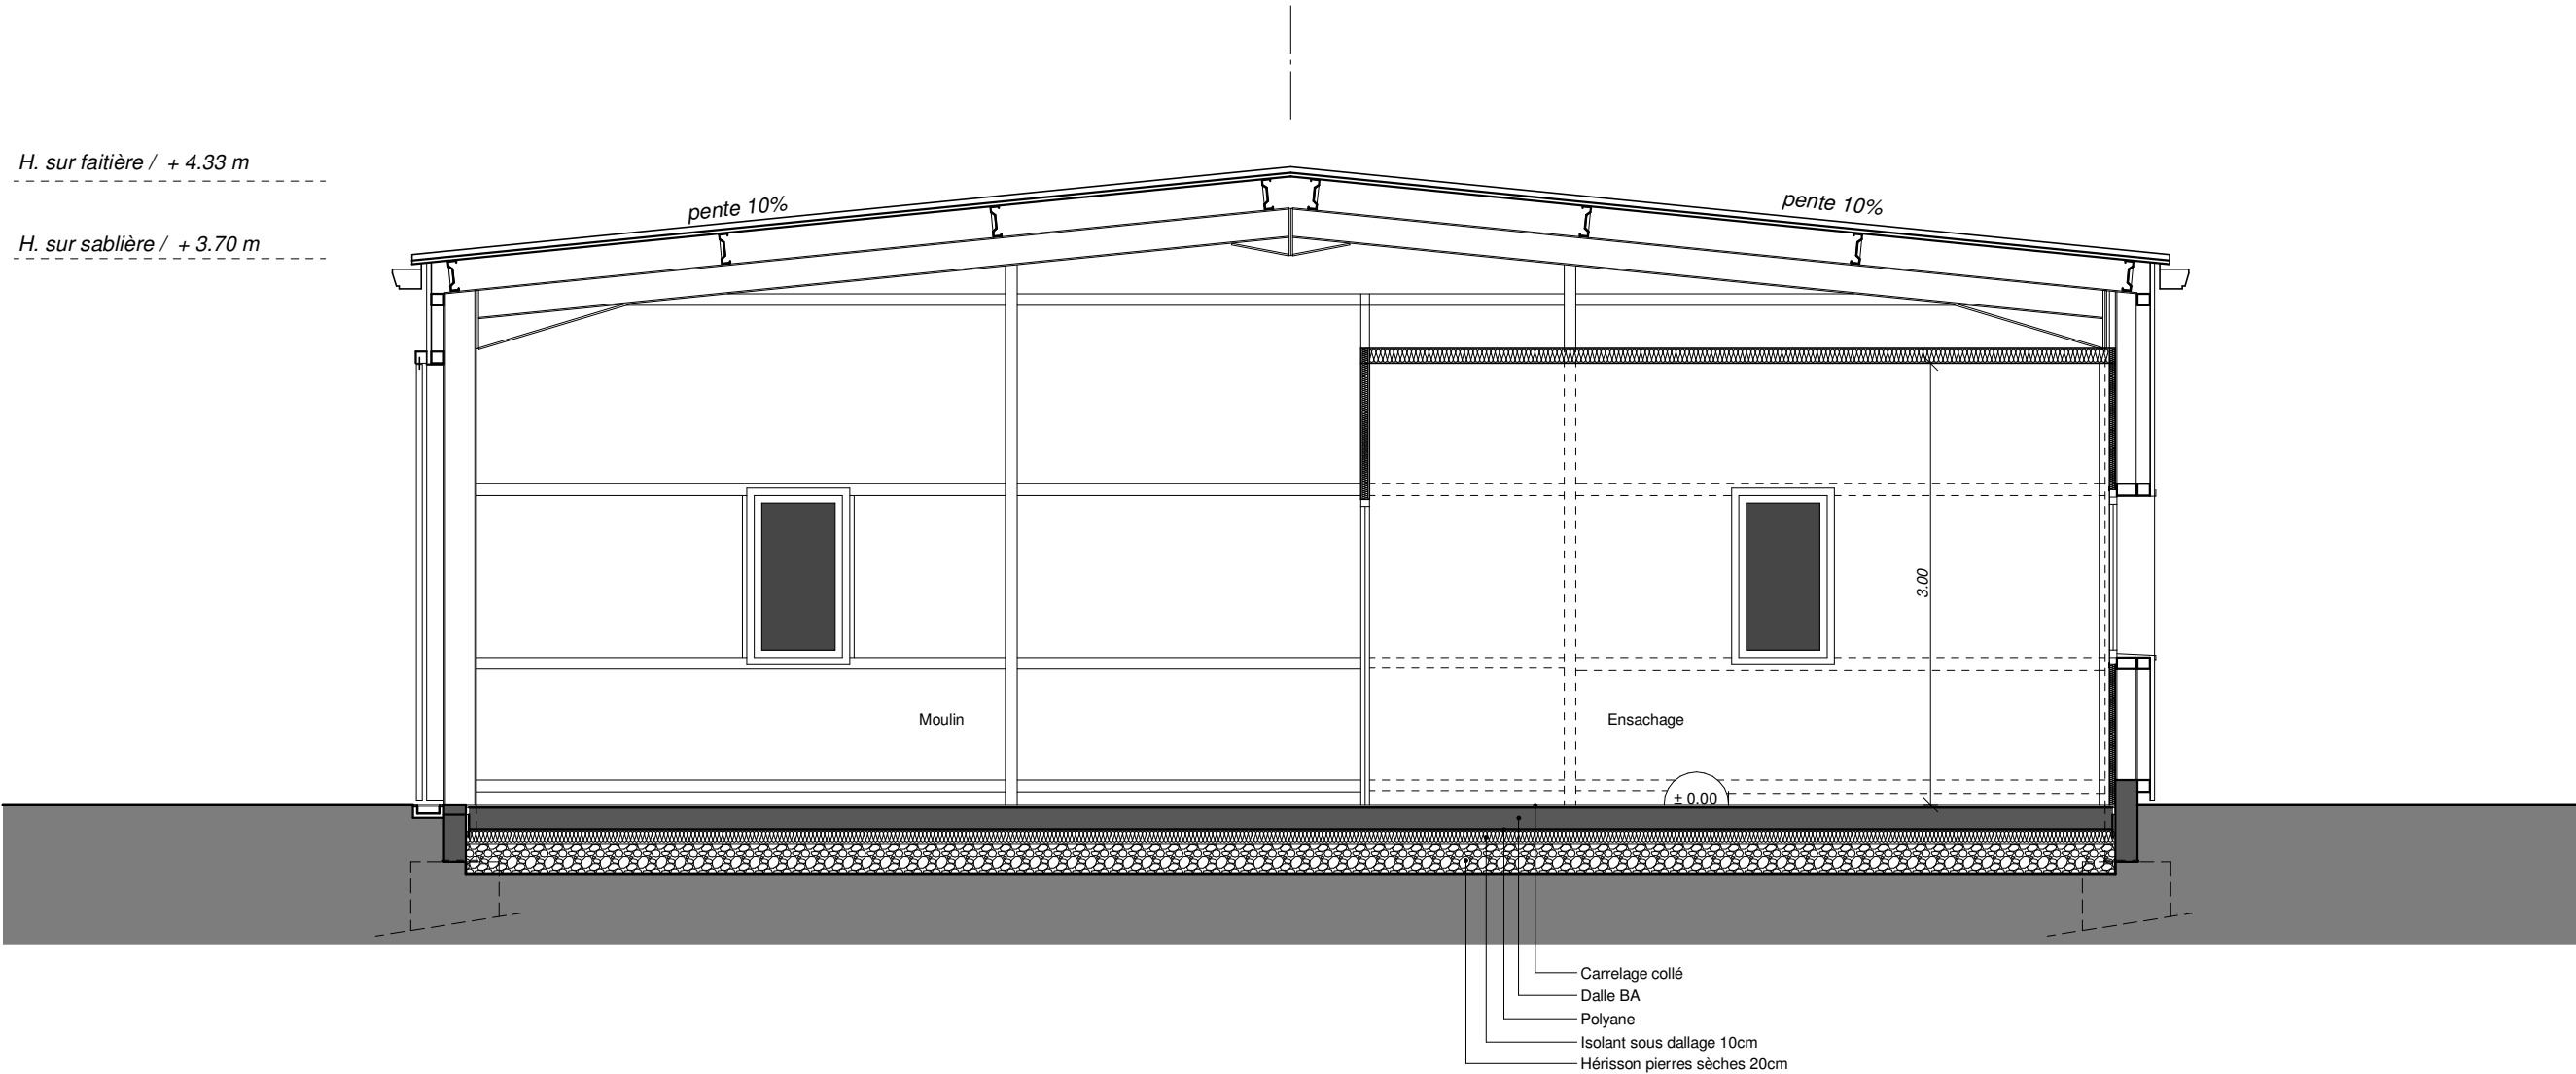 H. sur faitière /  + 4.33 m
pente 10%
pente 10%
H. sur sablière /  + 3.70 m
3.00
Moulin
Ensachage
± 0.00
Carrelage collé
Dalle BA
Polyane
Isolant sous dallage 10cm
Hérisson pierres sèches 20cm